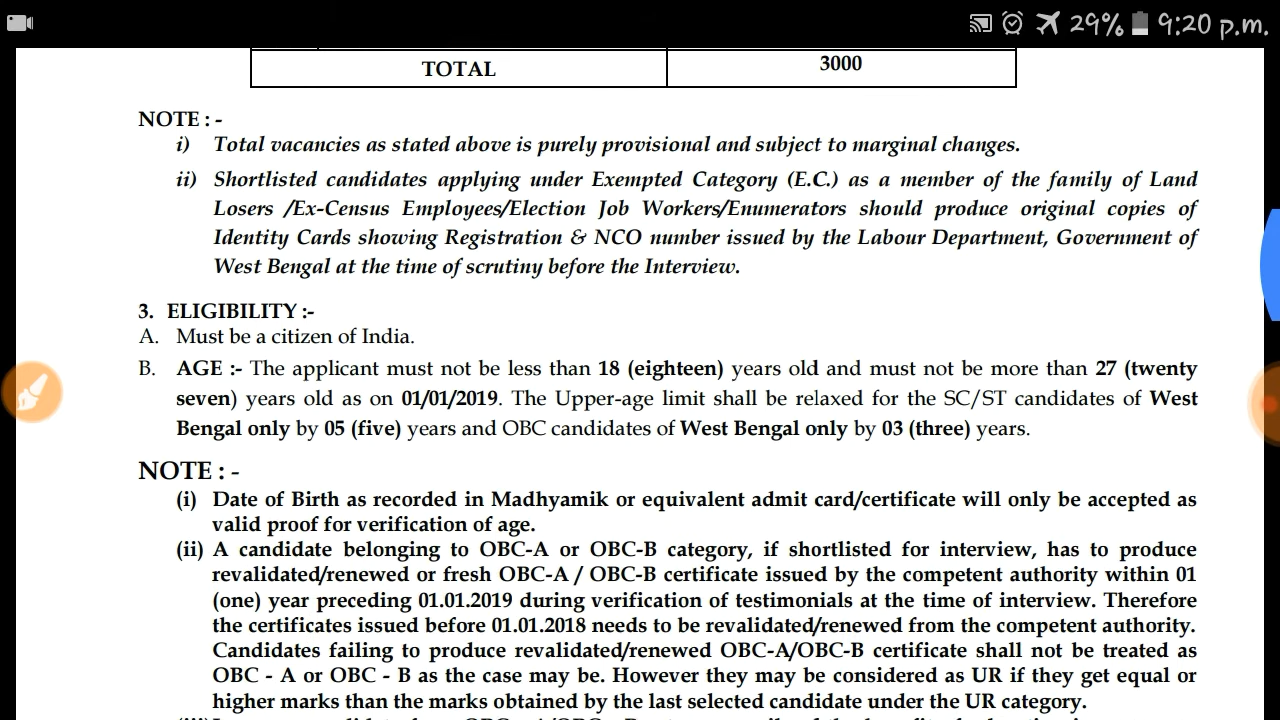 29% 9:20 p.m.
TOTAL 3000
NOTE : -
i) Total vacancies as stated above is purely provisional and subject to marginal changes.
ii) Shortlisted candidates applying under Exempted Category (E.C.) as a member of the family of Land
Losers /Ex-Census Employees/Election Job Workers/Enumerators should produce original copies of
Identity Cards showing Registration & NCO number issued by the Labour Department, Government of
West Bengal at the time of scrutiny before the Interview.
3. ELIGIBILITY :-
A. Must be a citizen of India.
B. AGE :- The applicant must not be less than 18 (eighteen) years old and must not be more than 27 (twenty
seven) years old as on 01/01/2019. The Upper-age limit shall be relaxed for the SC/ST candidates of West
Bengal only by 05 (five) years and OBC candidates of West Bengal only by 03 (three) years.
NOTE : -
(i) Date of Birth as recorded in Madhyamik or equivalent admit card/certificate will only be accepted as
valid proof for verification of age.
(ii) A candidate belonging to OBC-A or OBC-B category, if shortlisted for interview, has to produce
revalidated/renewed or fresh OBC-A / OBC-B certificate issued by the competent authority within 01
(one) year preceding 01.01.2019 during verification of testimonials at the time of interview. Therefore
the certificates issued before 01.01.2018 needs to be revalidated/renewed from the competent authority.
Candidates failing to produce revalidated/renewed OBC-A/OBC-B certificate shall not be treated as
OBC - A or OBC - B as the case may be. However they may be considered as UR if they get equal or
higher marks than the marks obtained by the last selected candidate under the UR category.